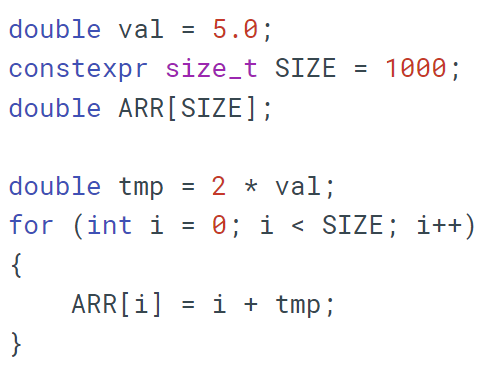 double val = 5.0;
constexpr size_t SIZE = 1000;
double ARR[SIZE];

double tmp = 2 * val;
for (int i = 0; i < SIZE; i++)
{
    ARR[i] = i + tmp;
}